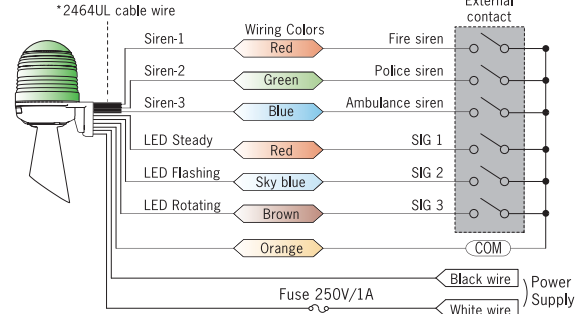 *2464UL cable wire
External
contact
Wiring Colors
Siren-1 Red Fire siren
Siren-2 Green Police siren
Siren-3 Blue Ambulance siren
LED Steady Red SIG 1
LED Flashing Sky blue SIG 2
LED Rotating Brown SIG 3
Orange COM
Black wire
Power
Supply
Fuse 250V/1A
White wire